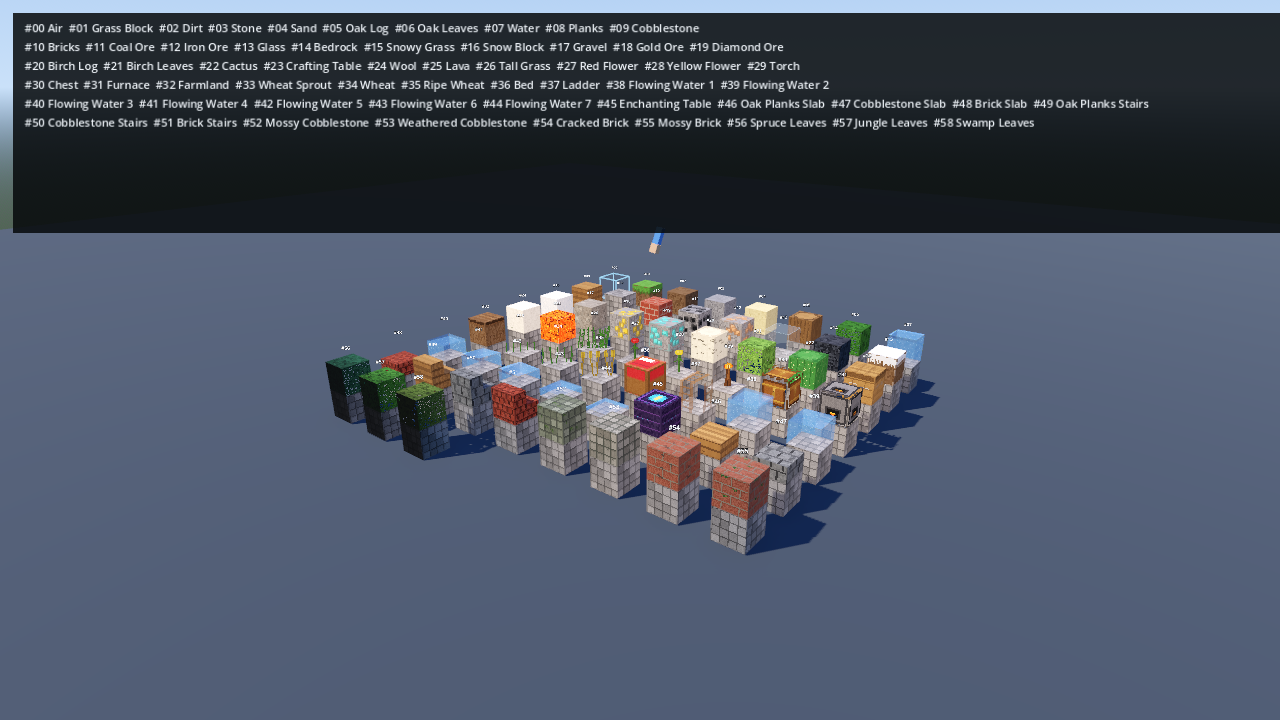 #00 Air #01 Grass Block #02 Dirt #03 Stone #04 Sand #05 Oak Log #06 Oak Leaves #07 Water #08 Planks #09 Cobblestone
#10 Bricks #11 Coal Ore #12 Iron Ore #13 Glass #14 Bedrock #15 Snowy Grass #16 Snow Block #17 Gravel #18 Gold Ore #19 Diamond Ore
#20 Birch Log #21 Birch Leaves #22 Cactus #23 Crafting Table #24 Wool #25 Lava #26 Tall Grass #27 Red Flower #28 Yellow Flower #29 Torch
#30 Chest #31 Furnace #32 Farmland #33 Wheat Sprout #34 Wheat #35 Ripe Wheat #36 Bed #37 Ladder #38 Flowing Water 1 #39 Flowing Water 2
#40 Flowing Water 3 #41 Flowing Water 4 #42 Flowing Water 5 #43 Flowing Water 6 #44 Flowing Water 7 #45 Enchanting Table #46 Oak Planks Slab #47 Cobblestone Slab #48 Brick Slab #49 Oak Planks Stairs
#50 Cobblestone Stairs #51 Brick Stairs #52 Mossy Cobblestone #53 Weathered Cobblestone #54 Cracked Brick #55 Mossy Brick #56 Spruce Leaves #57 Jungle Leaves #58 Swamp Leaves
#56
#45
#54